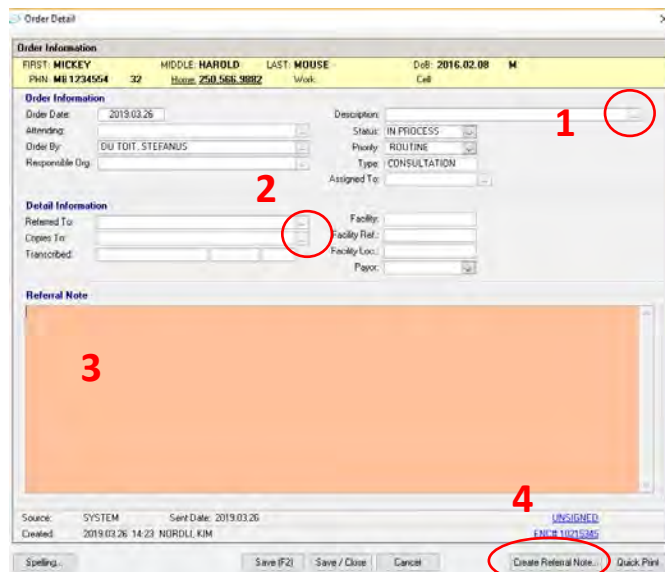 Order Detail
Order Information
FIRST: MICKEY MIDDLE: HAROLD LAST: MOUSE DoB: 2016.02.08 M
PHN: MB 1234554 32 Home: 250.566.9882 Work: Cell:
Order Information
Order Date: 2019.03.26 Description: ... 1
Attending: ... Status: IN PROCESS
Order By: DU TOIT, STEFANUS ... Priority: ROUTINE
Responsible Org: ... Type: CONSULTATION
2 Assigned To: ...
Detail Information
Referred To: ... Facility:
Copies To: ... Facility Ref.:
Transcribed: Facility Loc.:
Payor:
Referral Note
3
4
Source: SYSTEM Sent Date: 2019.03.26 UNSIGNED
Created: 2019.03.26 14:23 NORDLI, KIM ENC# 10215345
Spelling... Save (F2) Save / Close Cancel Create Referral Note... Quick Print